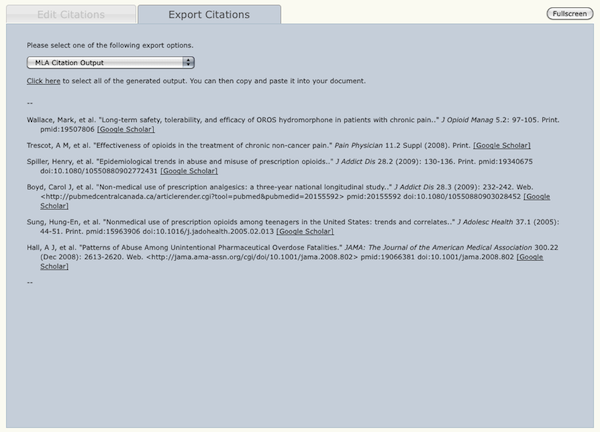 Edit Citations
Export Citations
Fullscreen
Please select one of the following export options.
MLA Citation Output
Click here to select all of the generated output. You can then copy and paste it into your document.
--
Wallace, Mark, et al. "Long-term safety, tolerability, and efficacy of OROS hydromorphone in patients with chronic pain.." J Opioid Manag 5.2: 97-105. Print.
pmid:19507806 [Google Scholar]
Trescot, A M, et al. "Effectiveness of opioids in the treatment of chronic non-cancer pain." Pain Physician 11.2 Suppl (2008). Print. [Google Scholar]
Spiller, Henry, et al. "Epidemiological trends in abuse and misuse of prescription opioids.." J Addict Dis 28.2 (2009): 130-136. Print. pmid:19340675
doi:10.1080/10550880902772431 [Google Scholar]
Boyd, Carol J, et al. "Non-medical use of prescription analgesics: a three-year national longitudinal study.." J Addict Dis 28.3 (2009): 232-242. Web.
<http://pubmedcentralcanada.ca/articlerender.cgi?tool=pubmed&pubmedid=20155592> pmid:20155592 doi:10.1080/10550880903028452 [Google
Scholar]
Sung, Hung-En, et al. "Nonmedical use of prescription opioids among teenagers in the United States: trends and correlates.." J Adolesc Health 37.1 (2005):
44-51. Print. pmid:15963906 doi:10.1016/j.jadohealth.2005.02.013 [Google Scholar]
Hall, A J, et al. "Patterns of Abuse Among Unintentional Pharmaceutical Overdose Fatalities." JAMA: The Journal of the American Medical Association 300.22
(Dec 2008): 2613-2620. Web. <http://jama.ama-assn.org/cgi/doi/10.1001/jama.2008.802> pmid:19066381 doi:10.1001/jama.2008.802 [Google
Scholar]
--